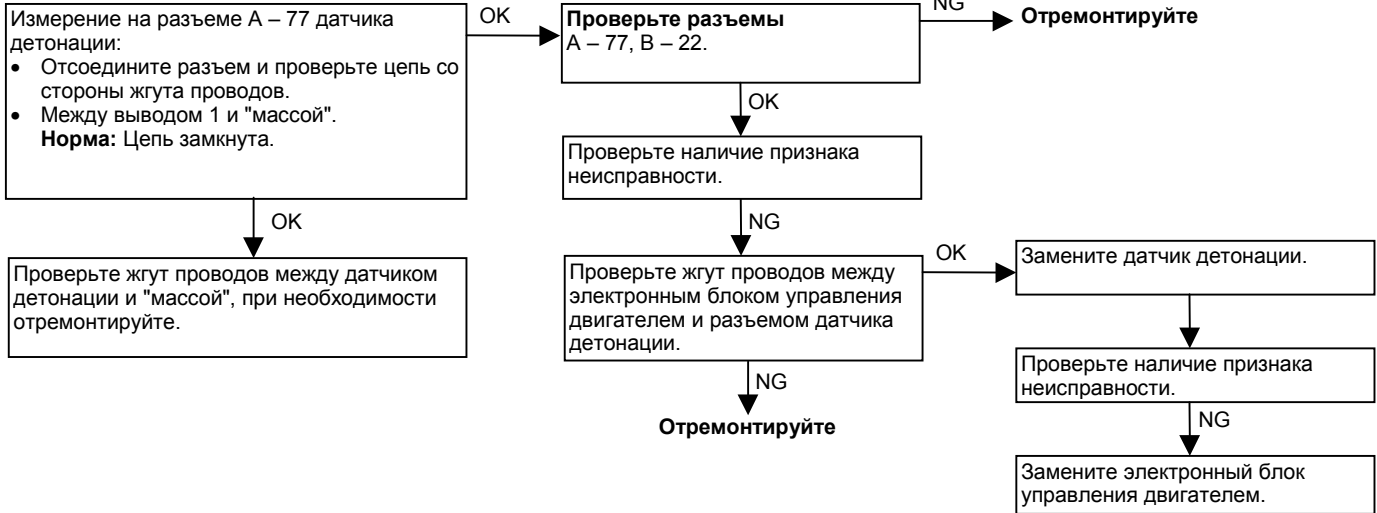 Измерение на разъеме А – 77 датчика
детонации:
• Отсоедините разъем и проверьте цепь со
стороны жгута проводов.
• Между выводом 1 и "массой".
Норма: Цепь замкнута.
OK
OK
Проверьте жгут проводов между датчиком
детонации и "массой", при необходимости
отремонтируйте.
Проверьте разъемы
А – 77, В – 22.
NG
Отремонтируйте
OK
Проверьте наличие признака
неисправности.
NG
Проверьте жгут проводов между
электронным блоком управления
двигателем и разъемом датчика
детонации.
NG
Отремонтируйте
OK
Замените датчик детонации.
Проверьте наличие признака
неисправности.
NG
Замените электронный блок
управления двигателем.